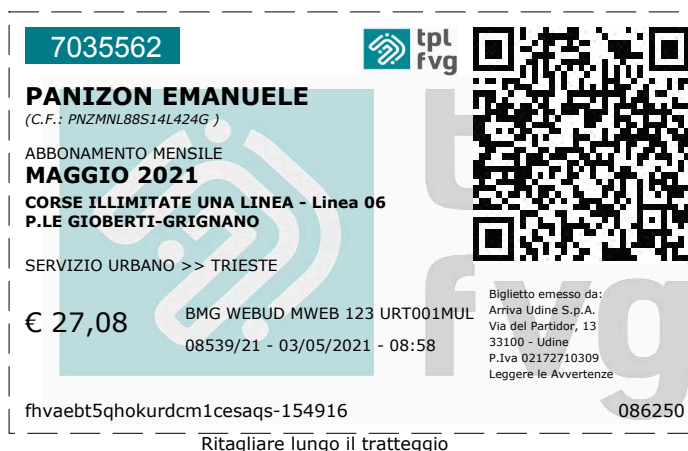 7035562
tpl
fvg
PANIZON EMANUELE
(C.F.: PNZMNL88S14L424G )
ABBONAMENTO MENSILE
MAGGIO 2021
CORSE ILLIMITATE UNA LINEA - Linea 06
P.LE GIOBERTI-GRIGNANO
SERVIZIO URBANO >> TRIESTE
€ 27,08
BMG WEBUD MWEB 123 URT001MUL
08539/21 - 03/05/2021 - 08:58
Biglietto emesso da:
Arriva Udine S.p.A.
Via del Partidor, 13
33100 - Udine
P.Iva 02172710309
Leggere le Avvertenze
fhvaebt5qhokurdcm1cesaqs-154916
086250
Ritagliare lungo il tratteggio